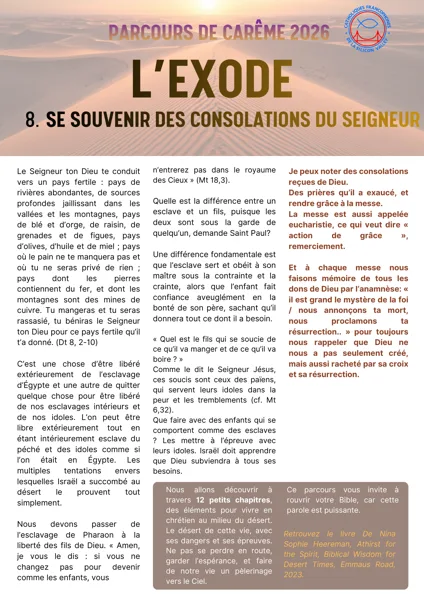 PARCOURS DE CARÊME 2026
L'EXODE
8. SE SOUVENIR DES CONSOLATIONS DU SEIGNEUR
Le Seigneur ton Dieu te conduit
vers un pays fertile : pays de
rivières abondantes, de sources
profondes jaillissant dans les
vallées et les montagnes, pays
de blé et d'orge, de raisin, de
grenades et de figues, pays
d'olives, d'huile et de miel ; pays
où le pain ne te manquera pas et
où tu ne seras privé de rien ;
pays dont les pierres
contiennent du fer, et dont les
montagnes sont des mines de
cuivre. Tu mangeras et tu seras
rassasié, tu béniras le Seigneur
ton Dieu pour ce pays fertile qu'il
t'a donné. (Dt 8, 2-10)
C'est une chose d'être libéré
extérieurement de l'esclavage
d'Égypte et une autre de quitter
quelque chose pour être libéré
de nos esclavages intérieurs et
de nos idoles. L'on peut être
libre extérieurement tout en
étant intérieurement esclave du
péché et des idoles comme si
l'on était en Égypte. Les
multiples tentations envers
lesquelles Israël a succombé au
désert le prouvent tout
simplement.
Nous devons passer de
l'esclavage de Pharaon à la
liberté des fils de Dieu. « Amen,
je vous le dis : si vous ne
changez pas pour devenir
comme les enfants, vous
n'entrerez pas dans le royaume
des Cieux » (Mt 18,3).
Quelle est la différence entre un
esclave et un fils, puisque les
deux sont sous la garde de
quelqu'un, demande Saint Paul?
Une différence fondamentale est
que l'esclave sert et obéit à son
maître sous la contrainte et la
crainte, alors que l'enfant fait
confiance aveuglément en la
bonté de son père, sachant qu'il
donnera tout ce dont il a besoin.
« Quel est le fils qui se soucie de
ce qu'il va manger et de ce qu'il va
boire ? »
Comme le dit le Seigneur Jésus,
ces soucis sont ceux des païens,
qui servent leurs idoles dans la
peur et les tremblements (cf. Mt
6,32).
Que faire avec des enfants qui se
comportent comme des esclaves
? Les mettre à l'épreuve avec
leurs idoles. Israël doit apprendre
que Dieu subviendra à tous ses
besoins.
Je peux noter des consolations
reçues de Dieu.
Des prières qu'il a exaucé, et
rendre grâce à la messe.
La messe est aussi appelée
eucharistie, ce qui veut dire «
action de grâce »,
remerciement.
Et à chaque messe nous
faisons mémoire de tous les
dons de Dieu par l'anamnèse: «
il est grand le mystère de la foi
/ nous annonçons ta mort,
nous proclamons ta
résurrection.. » pour toujours
nous rappeler que Dieu ne
nous a pas seulement créé,
mais aussi racheté par sa croix
et sa résurrection.
Nous allons découvrir à
travers 12 petits chapitres,
des éléments pour vivre en
chrétien au milieu du désert.
Le désert de cette vie, avec
ses dangers et ses épreuves.
Ne pas se perdre en route,
garder l'espérance, et faire
de notre vie un pèlerinage
vers le Ciel.
Ce parcours vous invite à
rouvrir votre Bible, car cette
parole est puissante.
Retrouvez le livre De Nina
Sophie Heereman, Athirst for
the Spirit, Biblical Wisdom for
Desert Times, Emmaus Road,
2023.